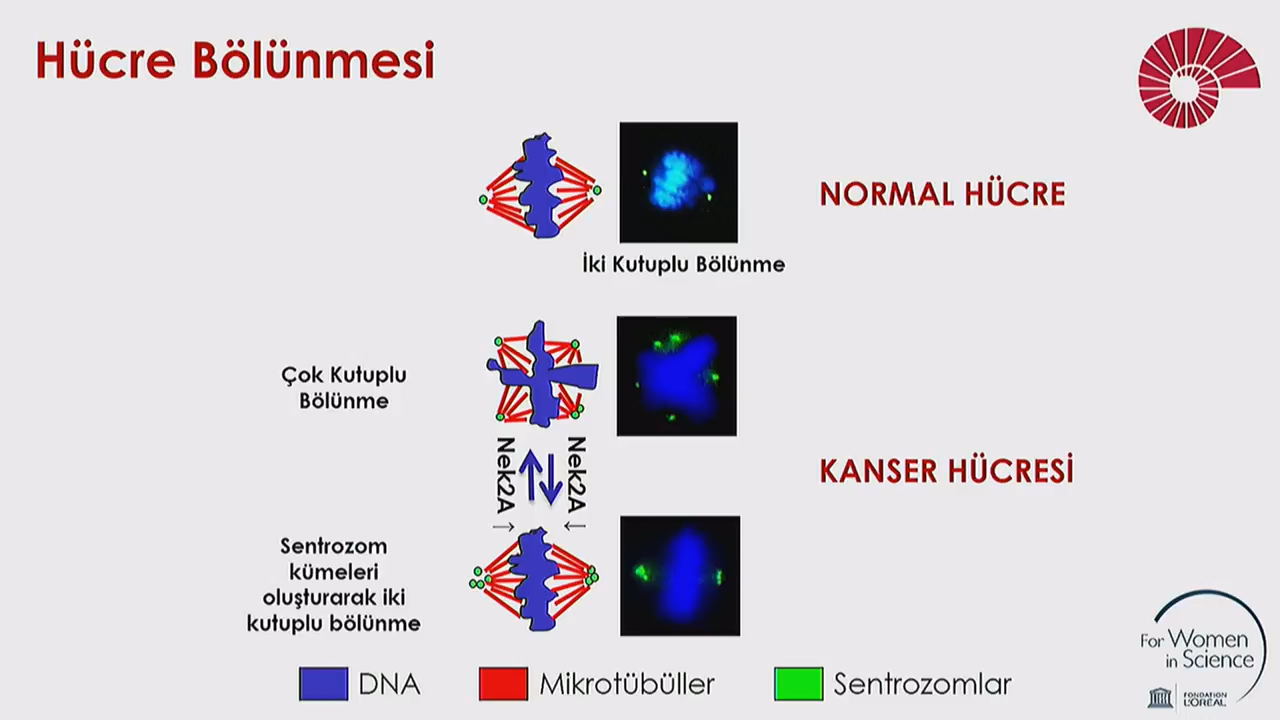 Hücre Bölünmesi
NORMAL HÜCRE
İki Kutuplu Bölünme
Çok Kutuplu
Bölünme
Nek2A →
Nek2A →
KANSER HÜCRESİ
Sentrozom
kümeleri
oluşturarak iki
kutuplu bölünme
DNA
Mikrotübüller
Sentrozomlar
For Women
in Science
FONDATION
L'ORÉAL